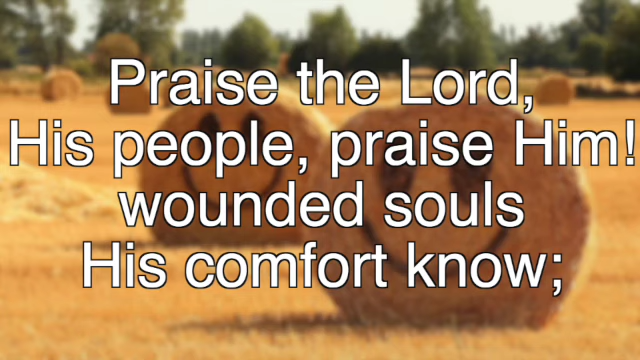 Praise the Lord,
His people, praise Him!
wounded souls
His comfort know;